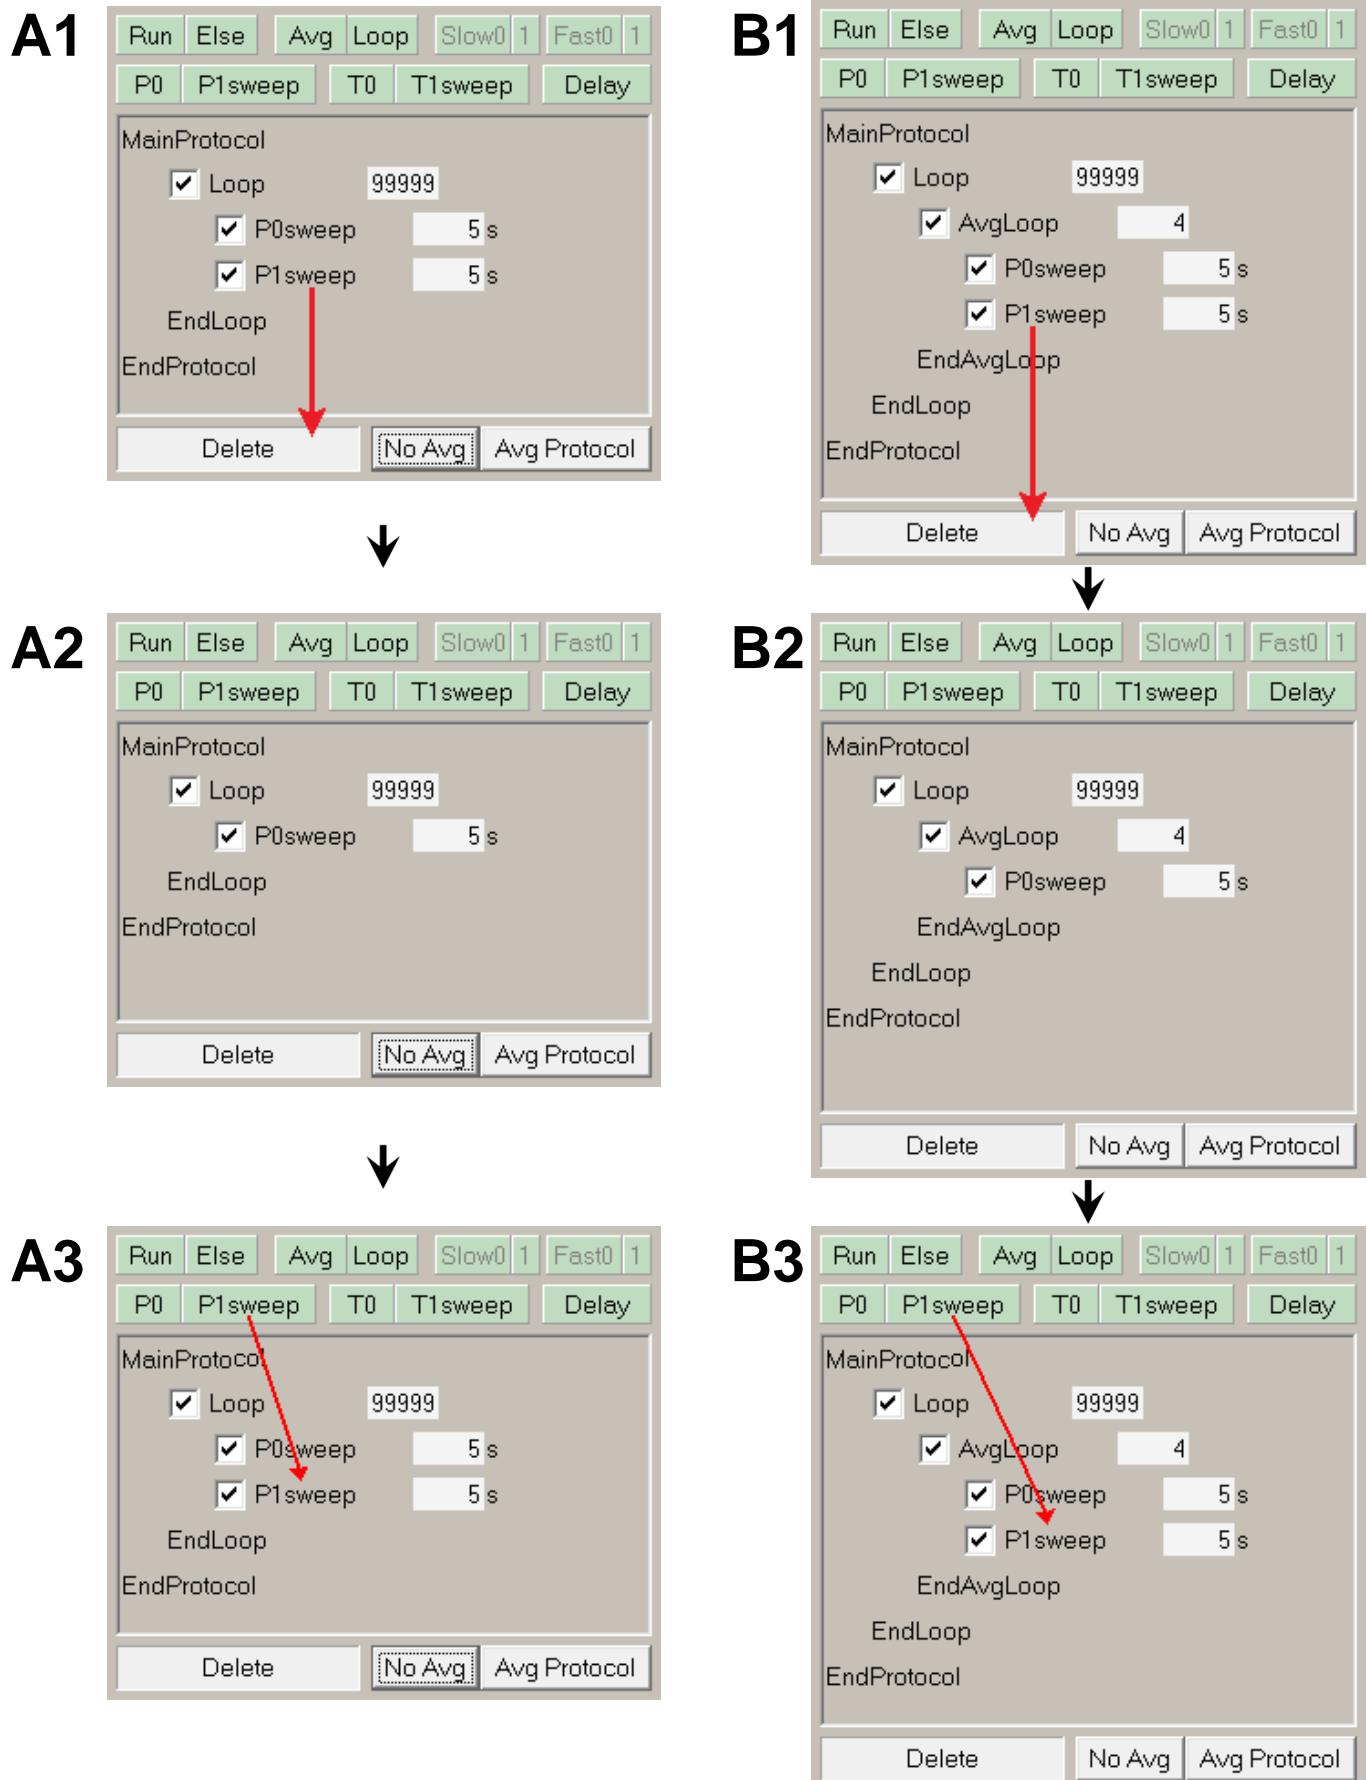 A1
Run Else Avg Loop Slow0 1 Fast0 1
P0 P1sweep T0 T1sweep Delay
MainProtocol
Loop 99999
P0sweep 5 s
P1sweep 5 s
EndLoop
EndProtocol
Delete No Avg Avg Protocol
B1
Run Else Avg Loop Slow0 1 Fast0 1
P0 P1sweep T0 T1sweep Delay
MainProtocol
Loop 99999
AvgLoop 4
P0sweep 5 s
P1sweep 5 s
EndAvgLoop
EndLoop
EndProtocol
Delete No Avg Avg Protocol
A2
Run Else Avg Loop Slow0 1 Fast0 1
P0 P1sweep T0 T1sweep Delay
MainProtocol
Loop 99999
P0sweep 5 s
EndLoop
EndProtocol
Delete No Avg Avg Protocol
B2
Run Else Avg Loop Slow0 1 Fast0 1
P0 P1sweep T0 T1sweep Delay
MainProtocol
Loop 99999
AvgLoop 4
P0sweep 5 s
EndAvgLoop
EndLoop
EndProtocol
Delete No Avg Avg Protocol
A3
Run Else Avg Loop Slow0 1 Fast0 1
P0 P1sweep T0 T1sweep Delay
MainProtocol
Loop 99999
P0sweep 5 s
P1sweep 5 s
EndLoop
EndProtocol
Delete No Avg Avg Protocol
B3
Run Else Avg Loop Slow0 1 Fast0 1
P0 P1sweep T0 T1sweep Delay
MainProtocol
Loop 99999
AvgLoop 4
P0sweep 5 s
P1sweep 5 s
EndAvgLoop
EndLoop
EndProtocol
Delete No Avg Avg Protocol